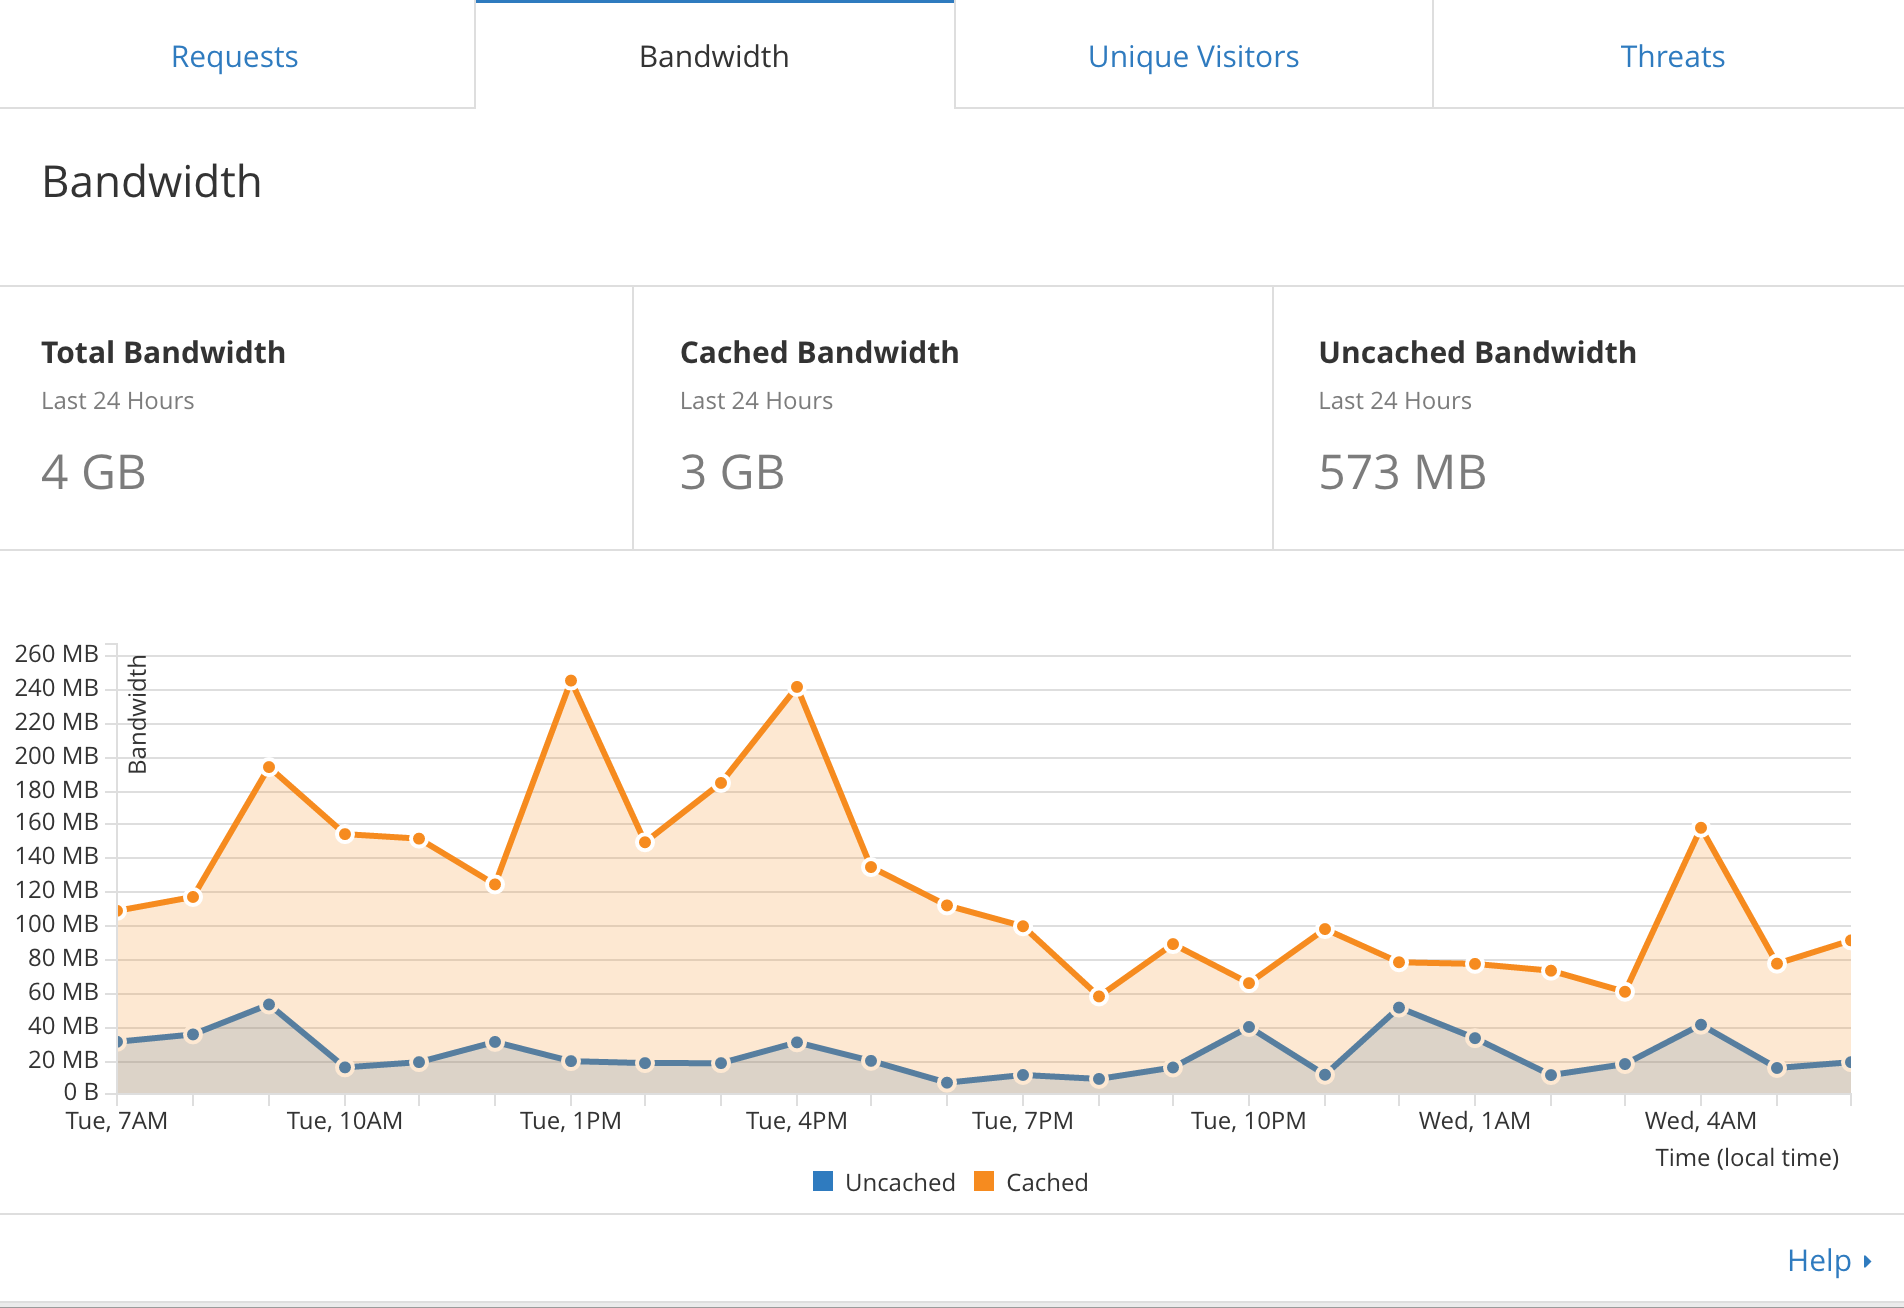 Requests
Bandwidth
Unique Visitors
Threats
Bandwidth
Total Bandwidth
Last 24 Hours
4 GB
Cached Bandwidth
Last 24 Hours
3 GB
Uncached Bandwidth
Last 24 Hours
573 MB
260 MB
240 MB
220 MB
200 MB
180 MB
160 MB
140 MB
120 MB
100 MB
80 MB
60 MB
40 MB
20 MB
0 B
Bandwidth
Tue, 7AM
Tue, 10AM
Tue, 1PM
Tue, 4PM
Tue, 7PM
Tue, 10PM
Wed, 1AM
Wed, 4AM
Time (local time)
Uncached
Cached
Help